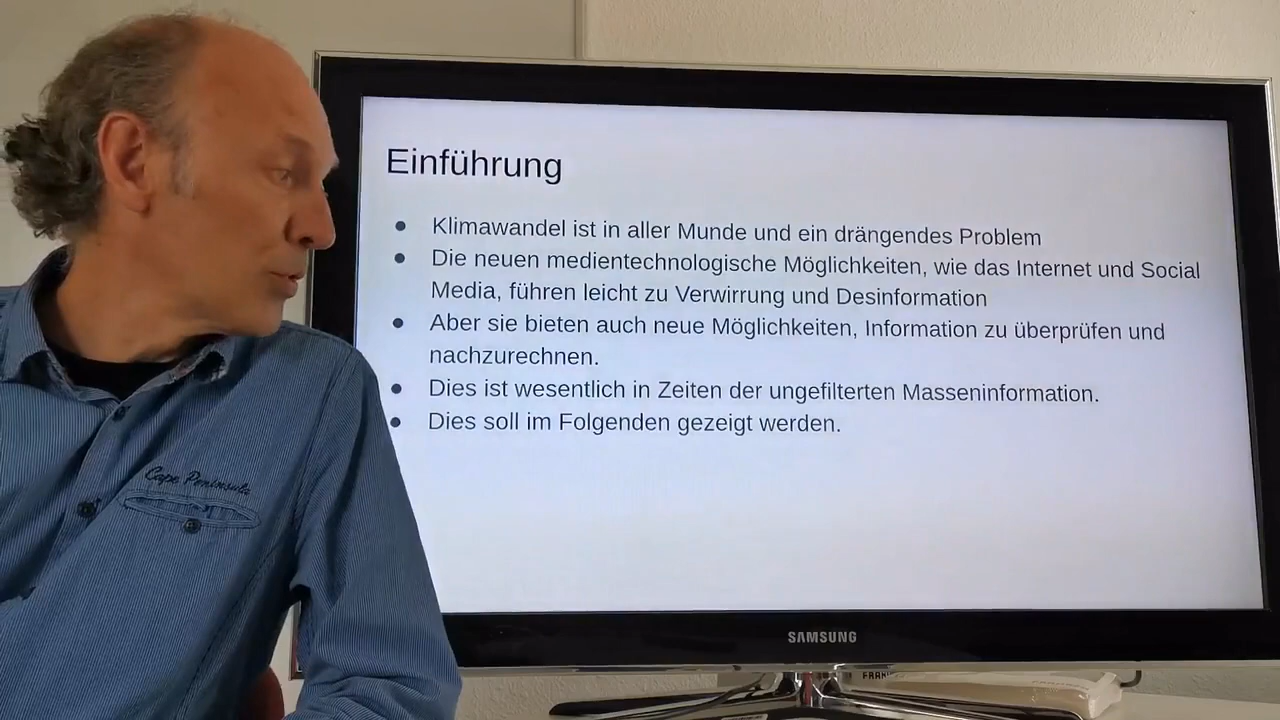 Einführung
● Klimawandel ist in aller Munde und ein drängendes Problem
● Die neuen medientechnologische Möglichkeiten, wie das Internet und Social
Media, führen leicht zu Verwirrung und Desinformation
● Aber sie bieten auch neue Möglichkeiten, Information zu überprüfen und
nachzurechnen.
● Dies ist wesentlich in Zeiten der ungefilterten Masseninformation.
● Dies soll im Folgenden gezeigt werden.
Cape Peninsula
SAMSUNG